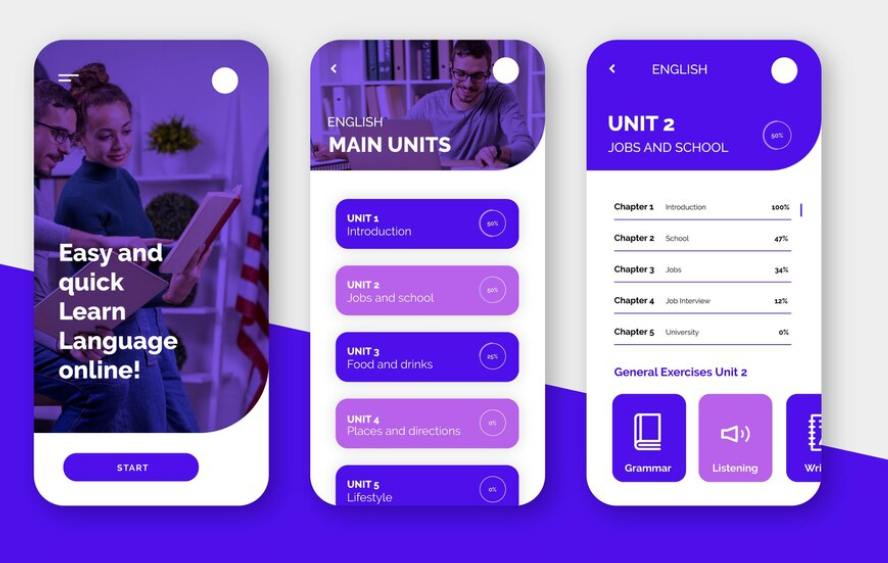 Easy and
quick
Learn
Language
online!
START
ENGLISH
MAIN UNITS
UNIT 1
Introduction
50%
UNIT 2
Jobs and school
50%
UNIT 3
Food and drinks
25%
UNIT 4
Places and directions
0%
UNIT 5
Lifestyle
0%
ENGLISH
UNIT 2
JOBS AND SCHOOL
50%
Chapter 1 Introduction 100%
Chapter 2 School 47%
Chapter 3 Jobs 34%
Chapter 4 Job Interview 12%
Chapter 5 University 0%
General Exercises Unit 2
Grammar
Listening
Wri